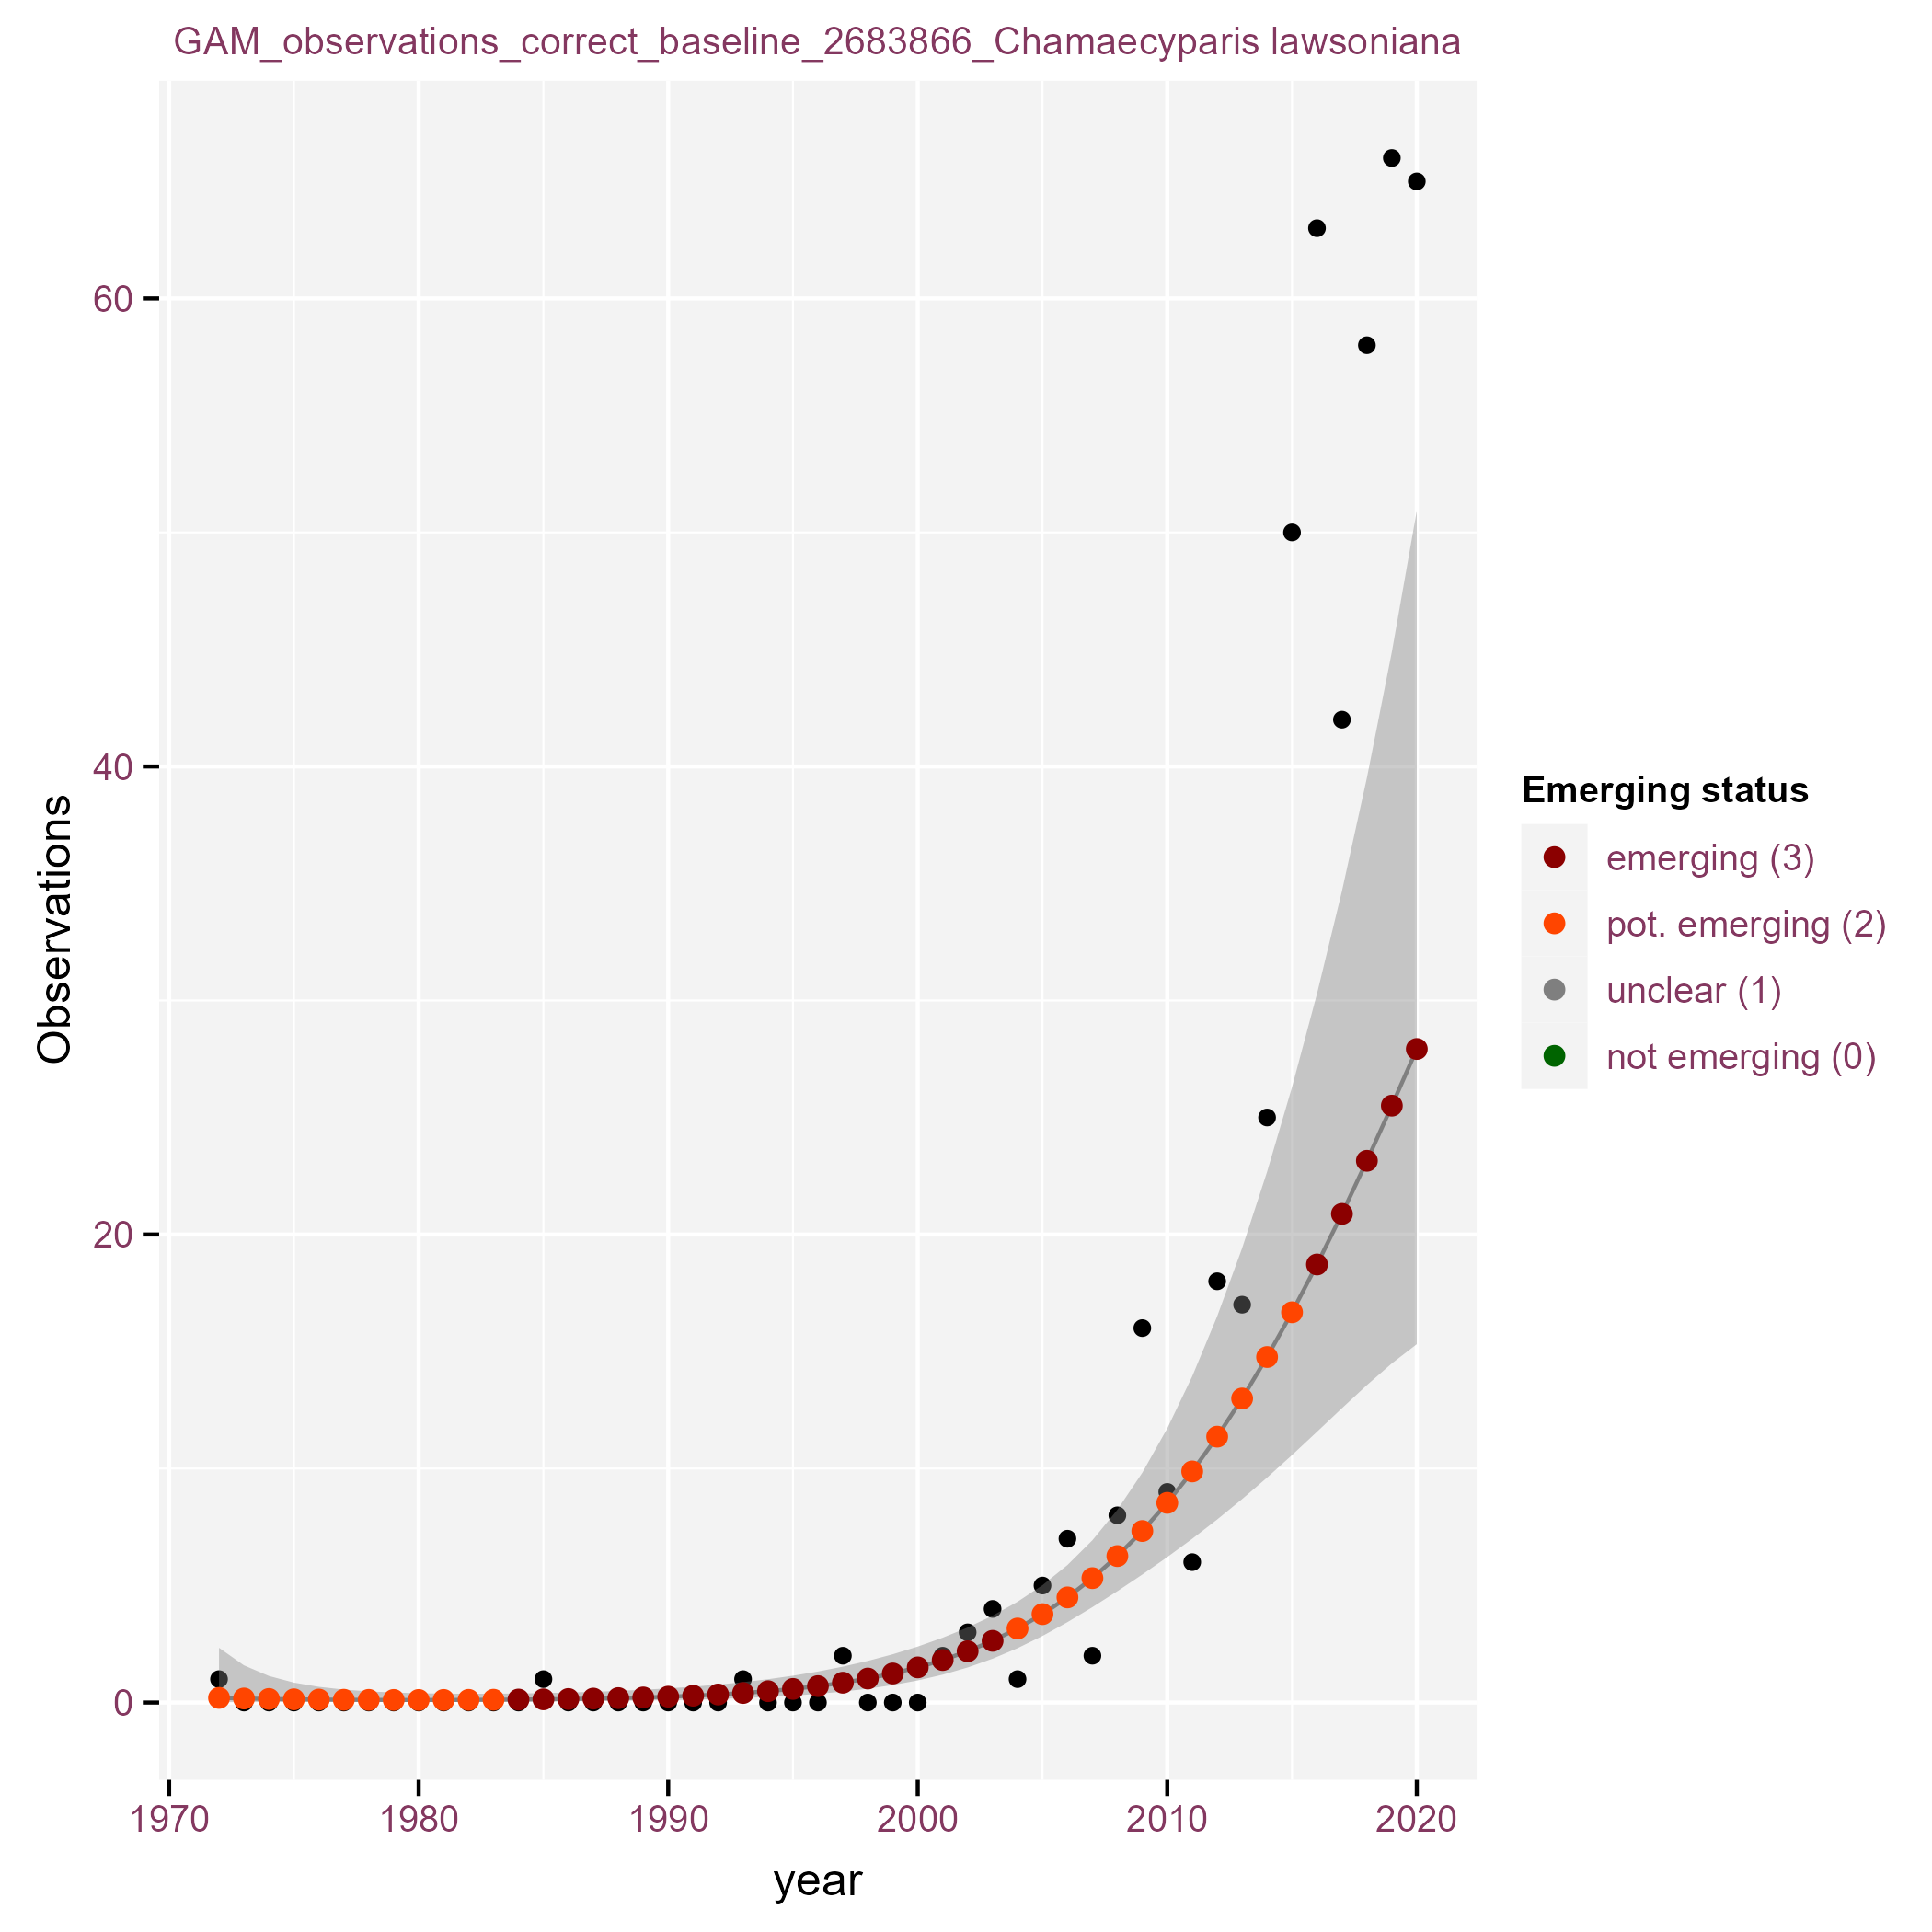 GAM_observations_correct_baseline_2683866_Chamaecyparis lawsoniana
60
40
20
0
Observations
1970 1980 1990 2000 2010 2020
year
Emerging status
emerging (3)
pot. emerging (2)
unclear (1)
not emerging (0)